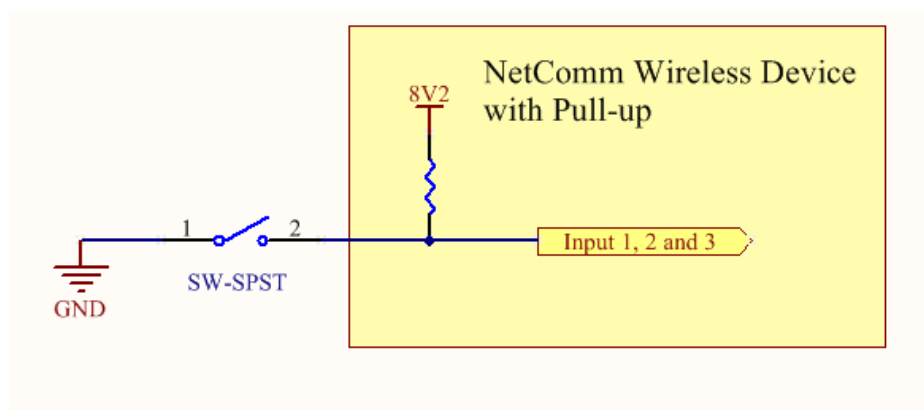 NetComm Wireless Device
with Pull-up
8V2
1
2
Input 1, 2 and 3
SW-SPST
GND